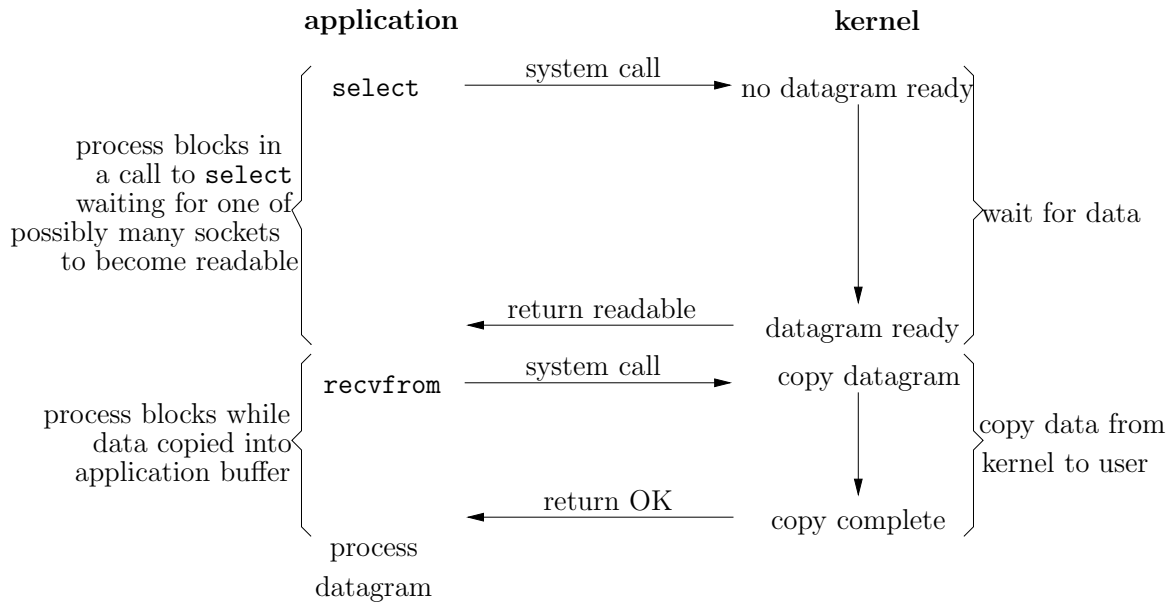 application
kernel
select
system call
no datagram ready
process blocks in
a call to select
waiting for one of
possibly many sockets
to become readable
wait for data
return readable
datagram ready
recvfrom
system call
copy datagram
process blocks while
data copied into
application buffer
copy data from
kernel to user
return OK
copy complete
process
datagram